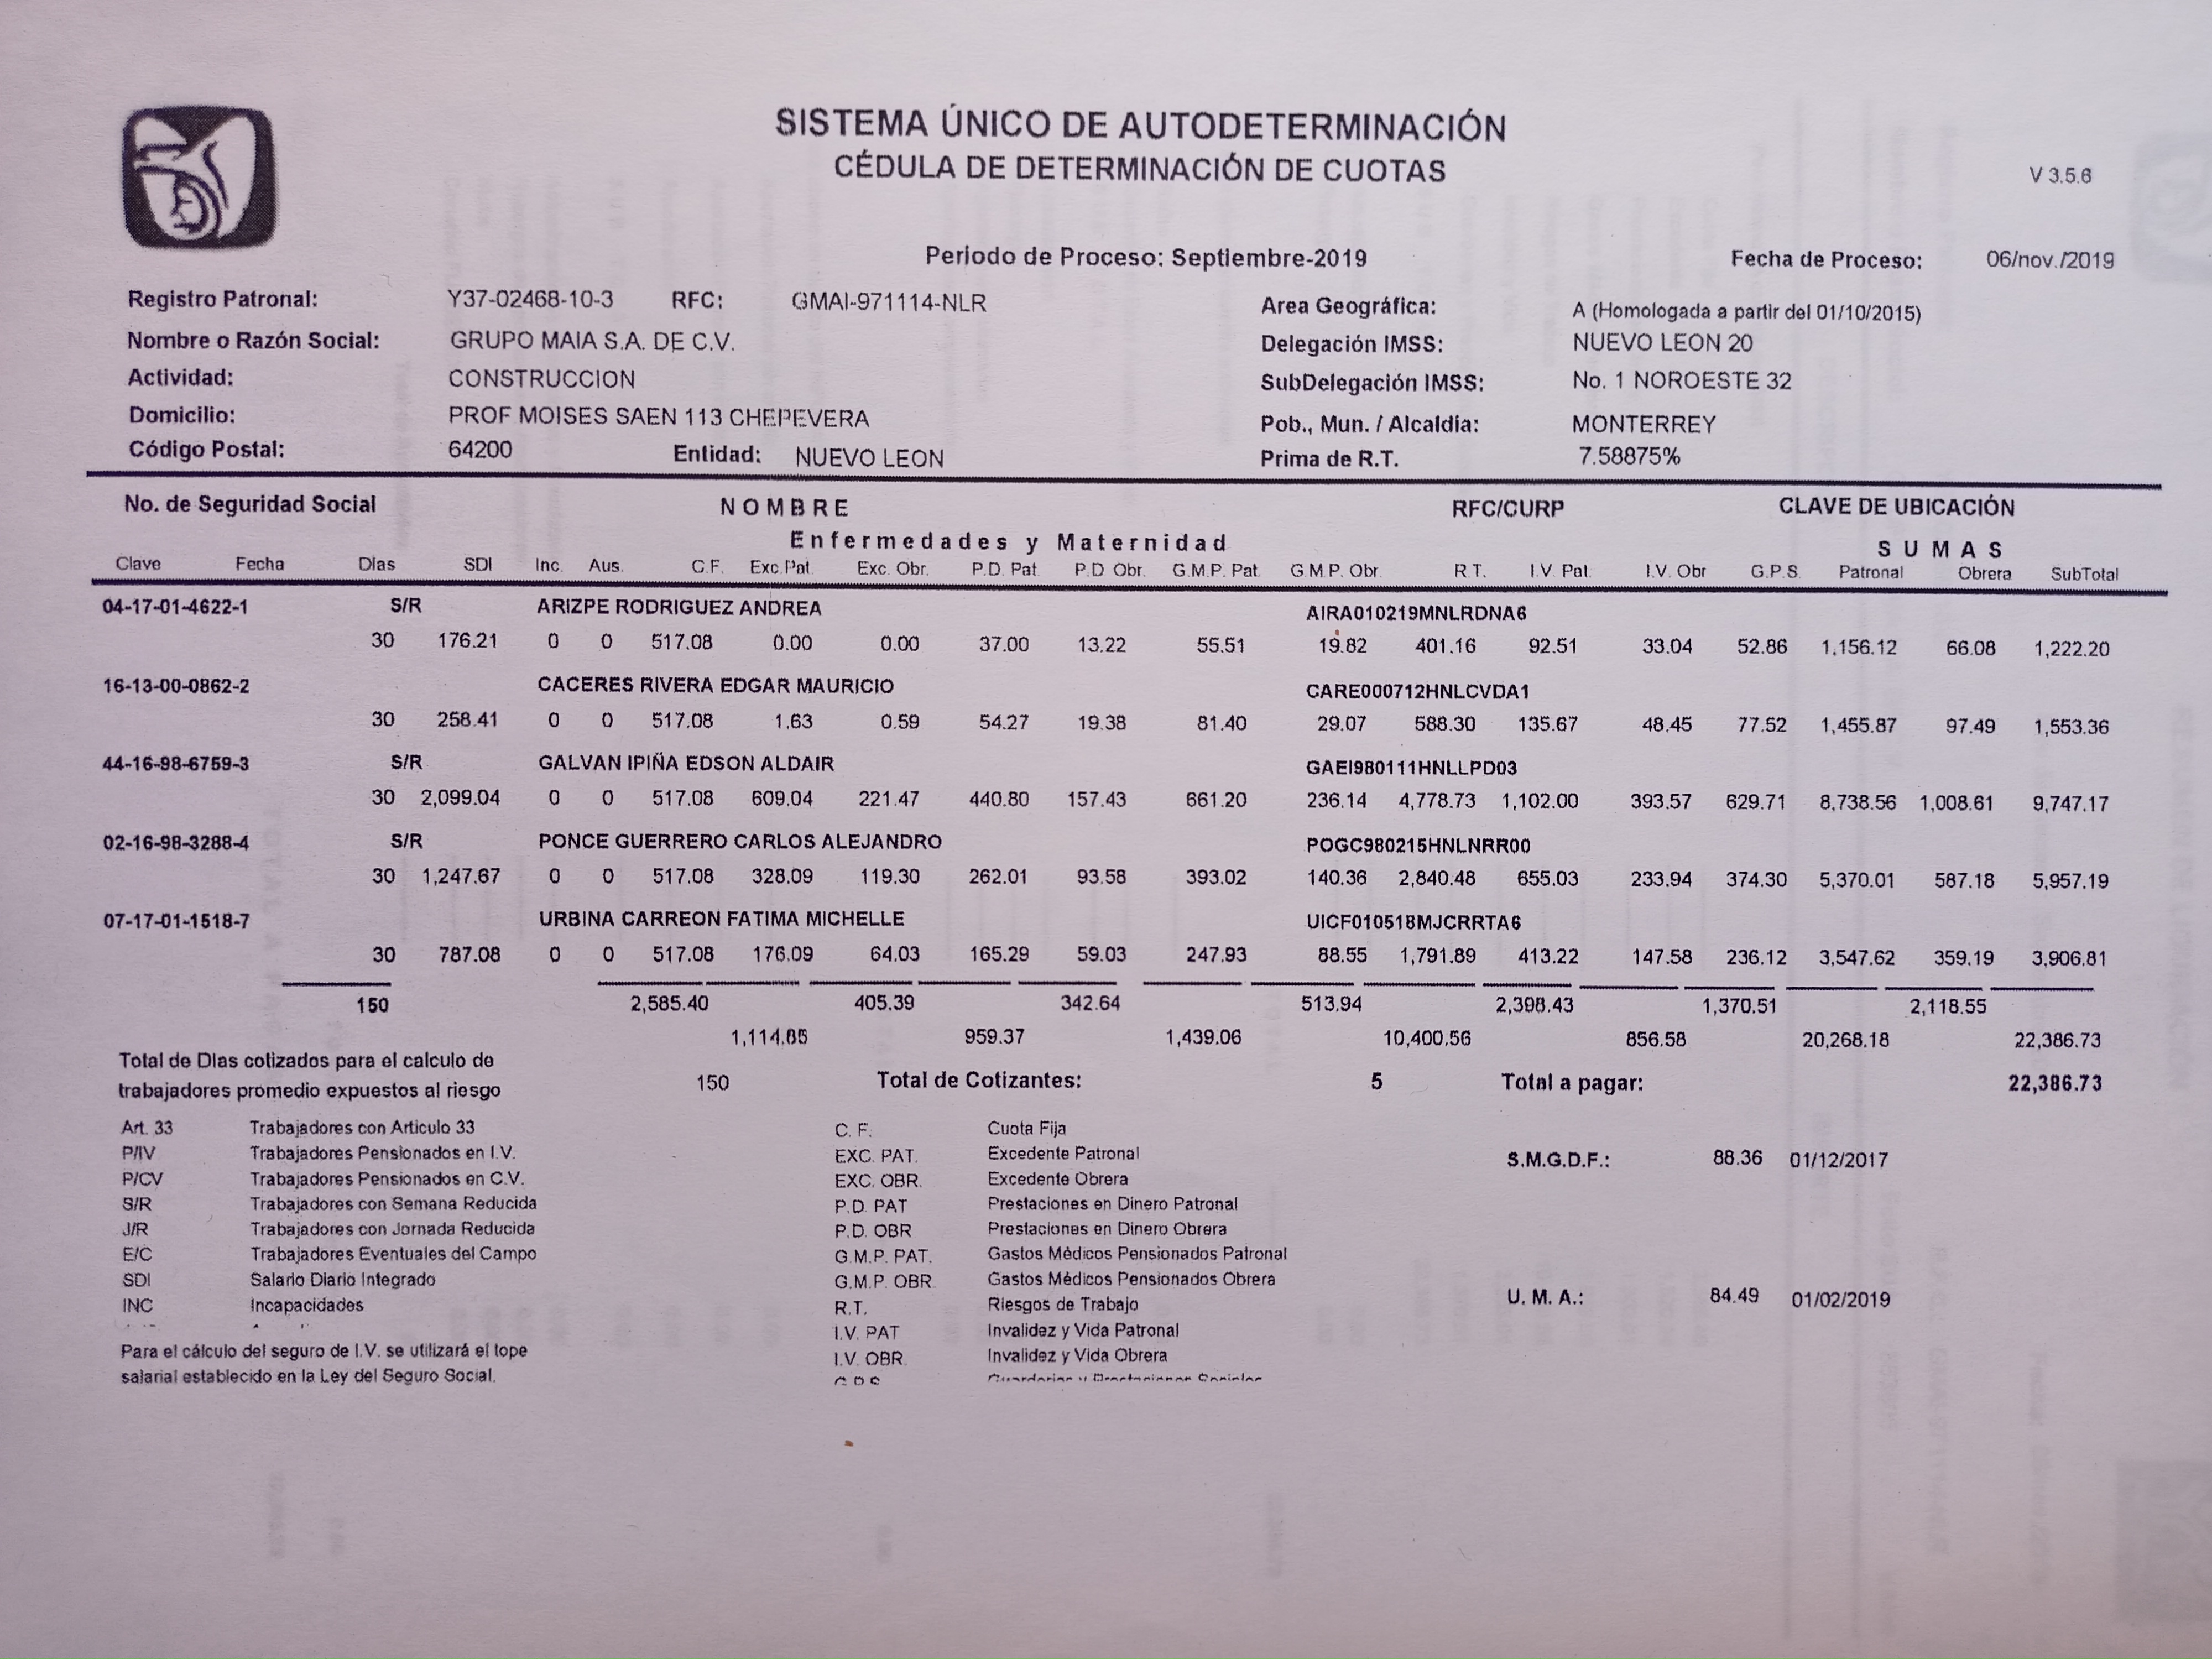 SISTEMA ÚNICO DE AUTODETERMINACIÓN
CÉDULA DE DETERMINACIÓN DE CUOTAS
V 3.5.6
Periodo de Proceso: Septiembre-2019 Fecha de Proceso: 06/nov./2019
Registro Patronal: Y37-02468-10-3 RFC: GMAI-971114-NLR Area Geográfica: A (Homologada a partir del 01/10/2015)
Nombre o Razón Social: GRUPO MAIA S.A. DE C.V. Delegación IMSS: NUEVO LEON 20
Actividad: CONSTRUCCION SubDelegación IMSS: No. 1 NOROESTE 32
Domicilio: PROF MOISES SAEN 113 CHEPEVERA Pob., Mun. / Alcaldia: MONTERREY
Código Postal: 64200 Entidad: NUEVO LEON Prima de R.T. 7.58875%
No. de Seguridad Social NOMBRE RFC/CURP CLAVE DE UBICACIÓN
Enfermedades y Maternidad SUMAS
Clave Fecha Días SDI Inc. Aus. C.F. Exc.Pat. Exc. Obr. P.D. Pat. P.D Obr. G.M.P. Pat. G.M.P. Obr. R.T. I.V. Pat. I.V. Obr G.P.S. Patronal Obrera SubTotal
04-17-01-4622-1 S/R ARIZPE RODRIGUEZ ANDREA AIRA010219MNLRDNA6
30 176.21 0 0 517.08 0.00 0.00 37.00 13.22 55.51 19.82 401.16 92.51 33.04 52.86 1,156.12 66.08 1,222.20
16-13-00-0862-2 CACERES RIVERA EDGAR MAURICIO CARE000712HNLCVDA1
30 258.41 0 0 517.08 1.63 0.59 54.27 19.38 81.40 29.07 588.30 135.67 48.45 77.52 1,455.87 97.49 1,553.36
44-16-98-6759-3 S/R GALVAN IPIÑA EDSON ALDAIR GAEI980111HNLLPD03
30 2,099.04 0 0 517.08 609.04 221.47 440.80 157.43 661.20 236.14 4,778.73 1,102.00 393.57 629.71 8,738.56 1,008.61 9,747.17
02-16-98-3288-4 S/R PONCE GUERRERO CARLOS ALEJANDRO POGC980215HNLNRR00
30 1,247.67 0 0 517.08 328.09 119.30 262.01 93.58 393.02 140.36 2,840.48 655.03 233.94 374.30 5,370.01 587.18 5,957.19
07-17-01-1518-7 URBINA CARREON FATIMA MICHELLE UICF010518MJCRRTA6
30 787.08 0 0 517.08 176.09 64.03 165.29 59.03 247.93 88.55 1,791.89 413.22 147.58 236.12 3,547.62 359.19 3,906.81
150 2,585.40 405.39 342.64 513.94 2,398.43 1,370.51 2,118.55
1,114.85 959.37 1,439.06 10,400.56 856.58 20,268.18 22,386.73
Total de Días cotizados para el calculo de
trabajadores promedio expuestos al riesgo 150 Total de Cotizantes: 5 Total a pagar: 22,386.73
Art. 33 Trabajadores con Articulo 33 C. F. Cuota Fija
P/IV Trabajadores Pensionados en I.V. EXC. PAT. Excedente Patronal S.M.G.D.F.: 88.36 01/12/2017
P/CV Trabajadores Pensionados en C.V. EXC. OBR. Excedente Obrera
S/R Trabajadores con Semana Reducida P.D. PAT Prestaciones en Dinero Patronal
J/R Trabajadores con Jornada Reducida P.D. OBR Prestaciones en Dinero Obrera
E/C Trabajadores Eventuales del Campo G.M.P. PAT. Gastos Médicos Pensionados Patronal
SDI Salario Diario Integrado G.M.P. OBR. Gastos Médicos Pensionados Obrera
INC Incapacidades R.T. Riesgos de Trabajo U. M. A.: 84.49 01/02/2019
I.V. PAT Invalidez y Vida Patronal
Para el cálculo del seguro de I.V. se utilizará el tope I.V. OBR. Invalidez y Vida Obrera
salarial establecido en la Ley del Seguro Social. Guarderias y Prestaciones Sociales